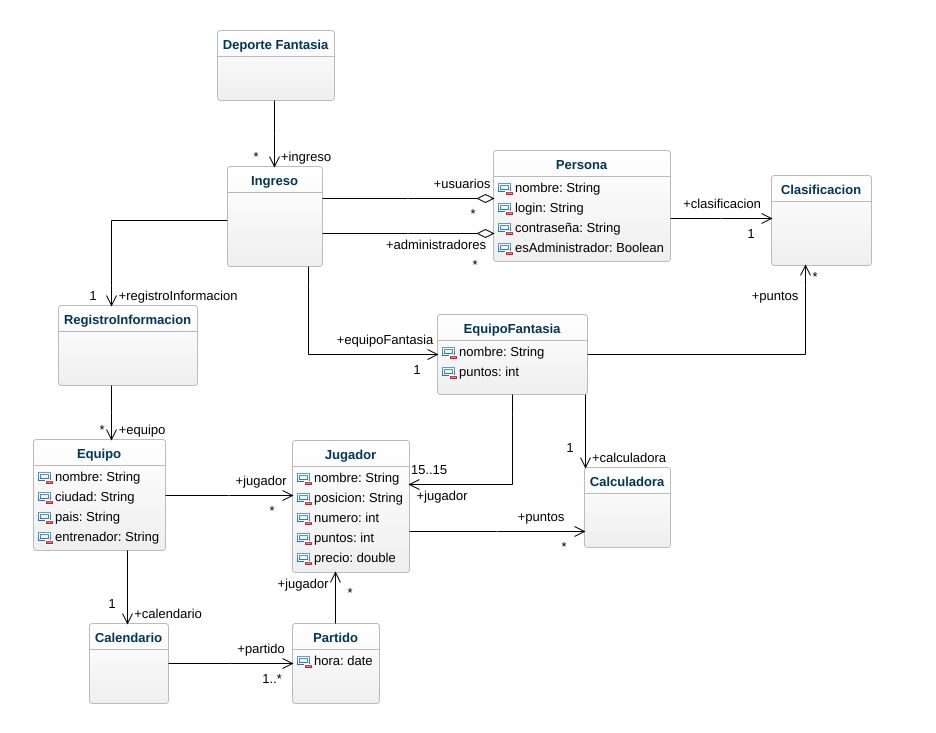 Deporte Fantasia
* +ingreso
Ingreso
+usuarios
*
+administradores
*
Persona
nombre: String
login: String
contraseña: String
esAdministrador: Boolean
+clasificacion
1
Clasificacion
*
+puntos
1 +registroInformacion
RegistroInformacion
+equipoFantasia
1
EquipoFantasia
nombre: String
puntos: int
* +equipo
Equipo
nombre: String
ciudad: String
pais: String
entrenador: String
+jugador
*
Jugador
nombre: String
posicion: String
numero: int
puntos: int
precio: double
15..15
+jugador
1
+calculadora
Calculadora
+puntos
*
+jugador
*
1
+calendario
Calendario
+partido
1..*
Partido
hora: date